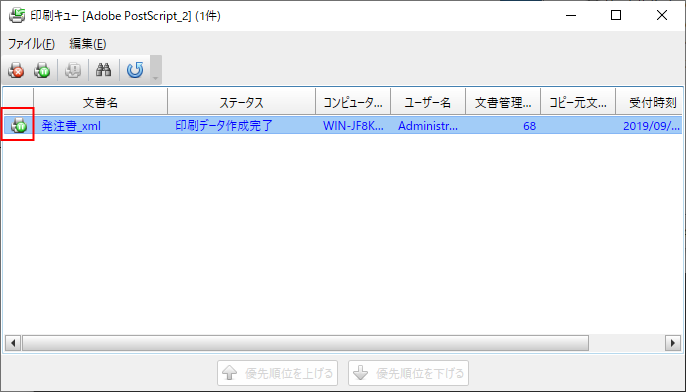 印刷キュー [Adobe PostScript_2] (1件)
ファイル(F) 編集(E)
文書名 ステータス コンピュータ... ユーザー名 文書管理... コピー元文... 受付時刻
発注書_xml 印刷データ作成完了 WIN-JF8K... Administr... 68 2019/09/...
優先順位を上げる 優先順位を下げる